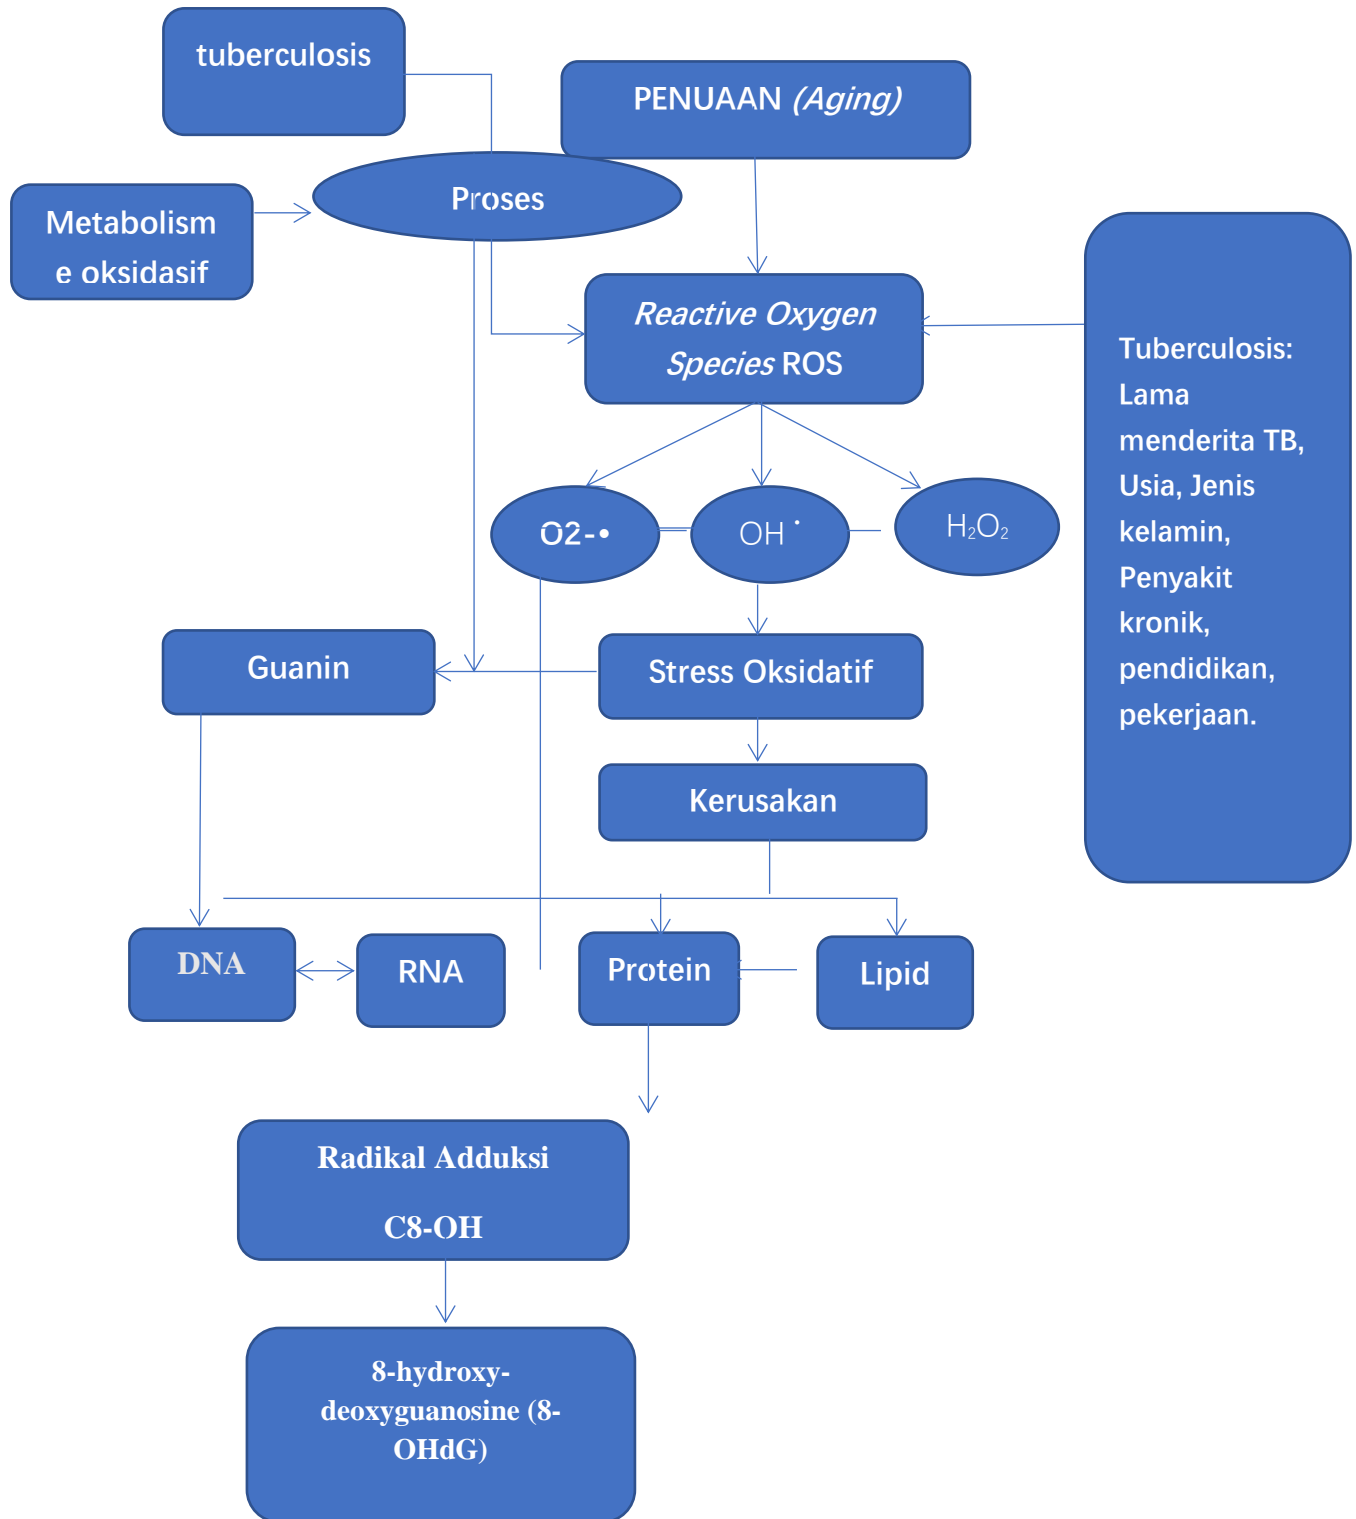 tuberculosis
PENUAAN (Aging)
Proses
Metabolism
e oksidasif
Reactive Oxygen
Species ROS
Tuberculosis:
Lama
menderita TB,
Usia, Jenis
kelamin,
Penyakit
kronik,
pendidikan,
pekerjaan.
O2-•
OH •
H₂O₂
Guanin
Stress Oksidatif
Kerusakan
DNA
RNA
Protein
Lipid
Radikal Adduksi
C8-OH
8-hydroxy-
deoxyguanosine (8-
OHdG)